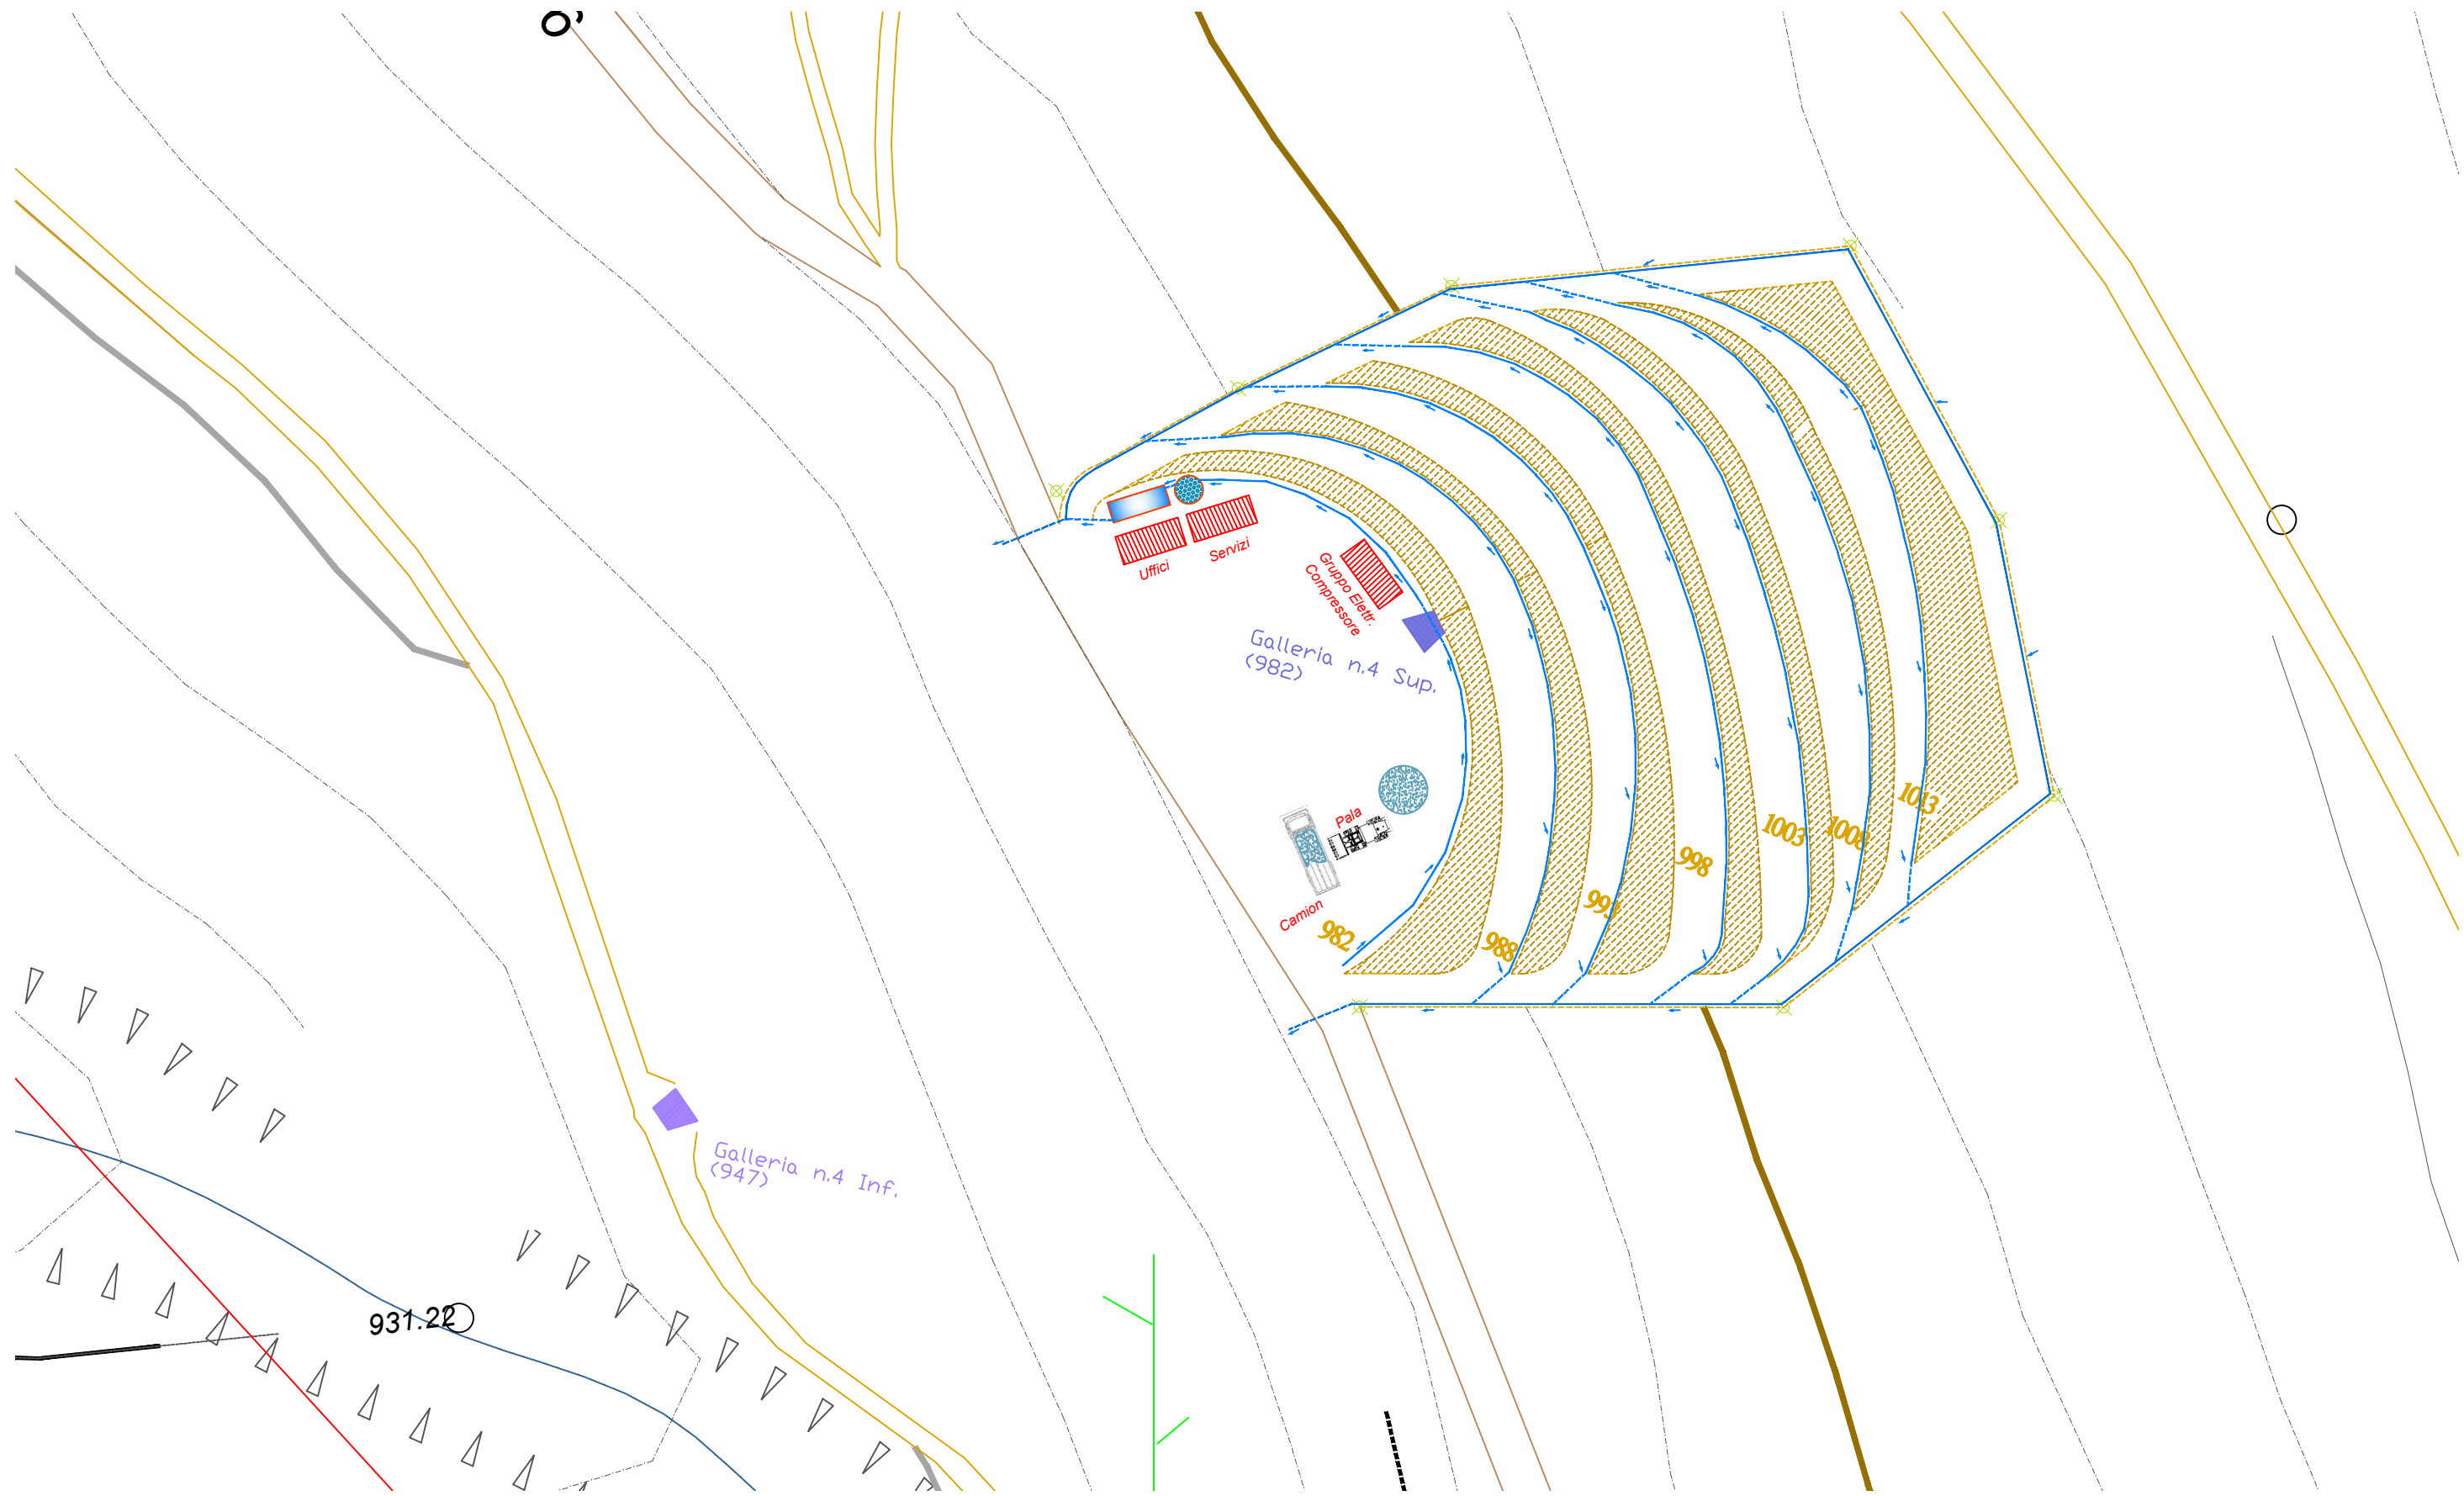 Uffici
Servizi
Gruppo Elettr.
Compressore
Galleria n.4 Sup.
(982)
Pala
Camion
982
988
993
998
1003
1008
1013
Galleria n.4 Inf.
(947)
931.22